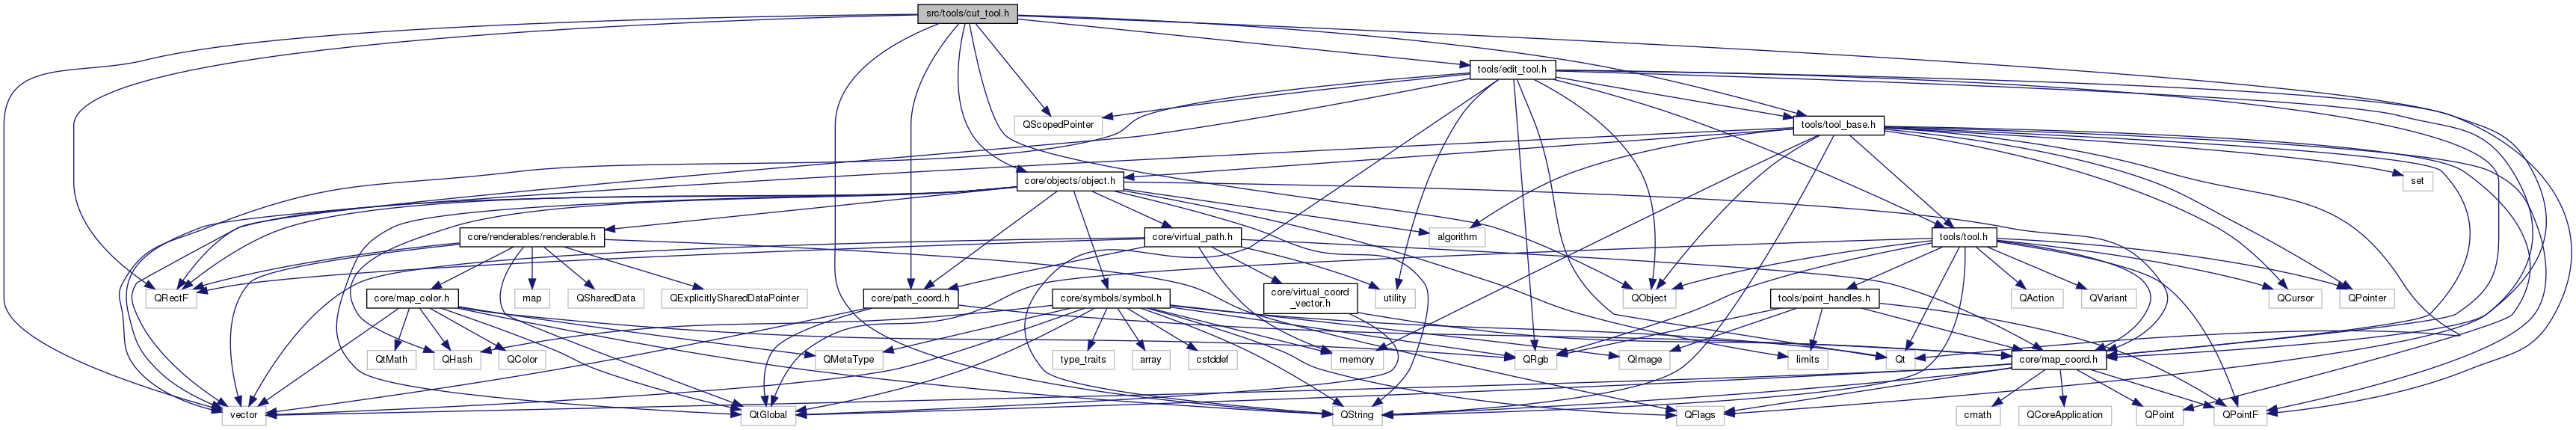 src/tools/cut_tool.h
tools/edit_tool.h
QScopedPointer
tools/tool_base.h
core/objects/object.h
set
core/renderables/renderable.h
core/virtual_path.h
algorithm
tools/tool.h
QRectF
map
QSharedData
QExplicitlySharedDataPointer
core/path_coord.h
core/virtual_coord
_vector.h
utility
QObject
tools/point_handles.h
QAction
QVariant
QCursor
QPointer
core/map_color.h
core/symbols/symbol.h
QtMath
QHash
QColor
QMetaType
type_traits
array
cstddef
memory
QRgb
QImage
limits
Qt
core/map_coord.h
vector
QtGlobal
QString
QFlags
cmath
QCoreApplication
QPoint
QPointF